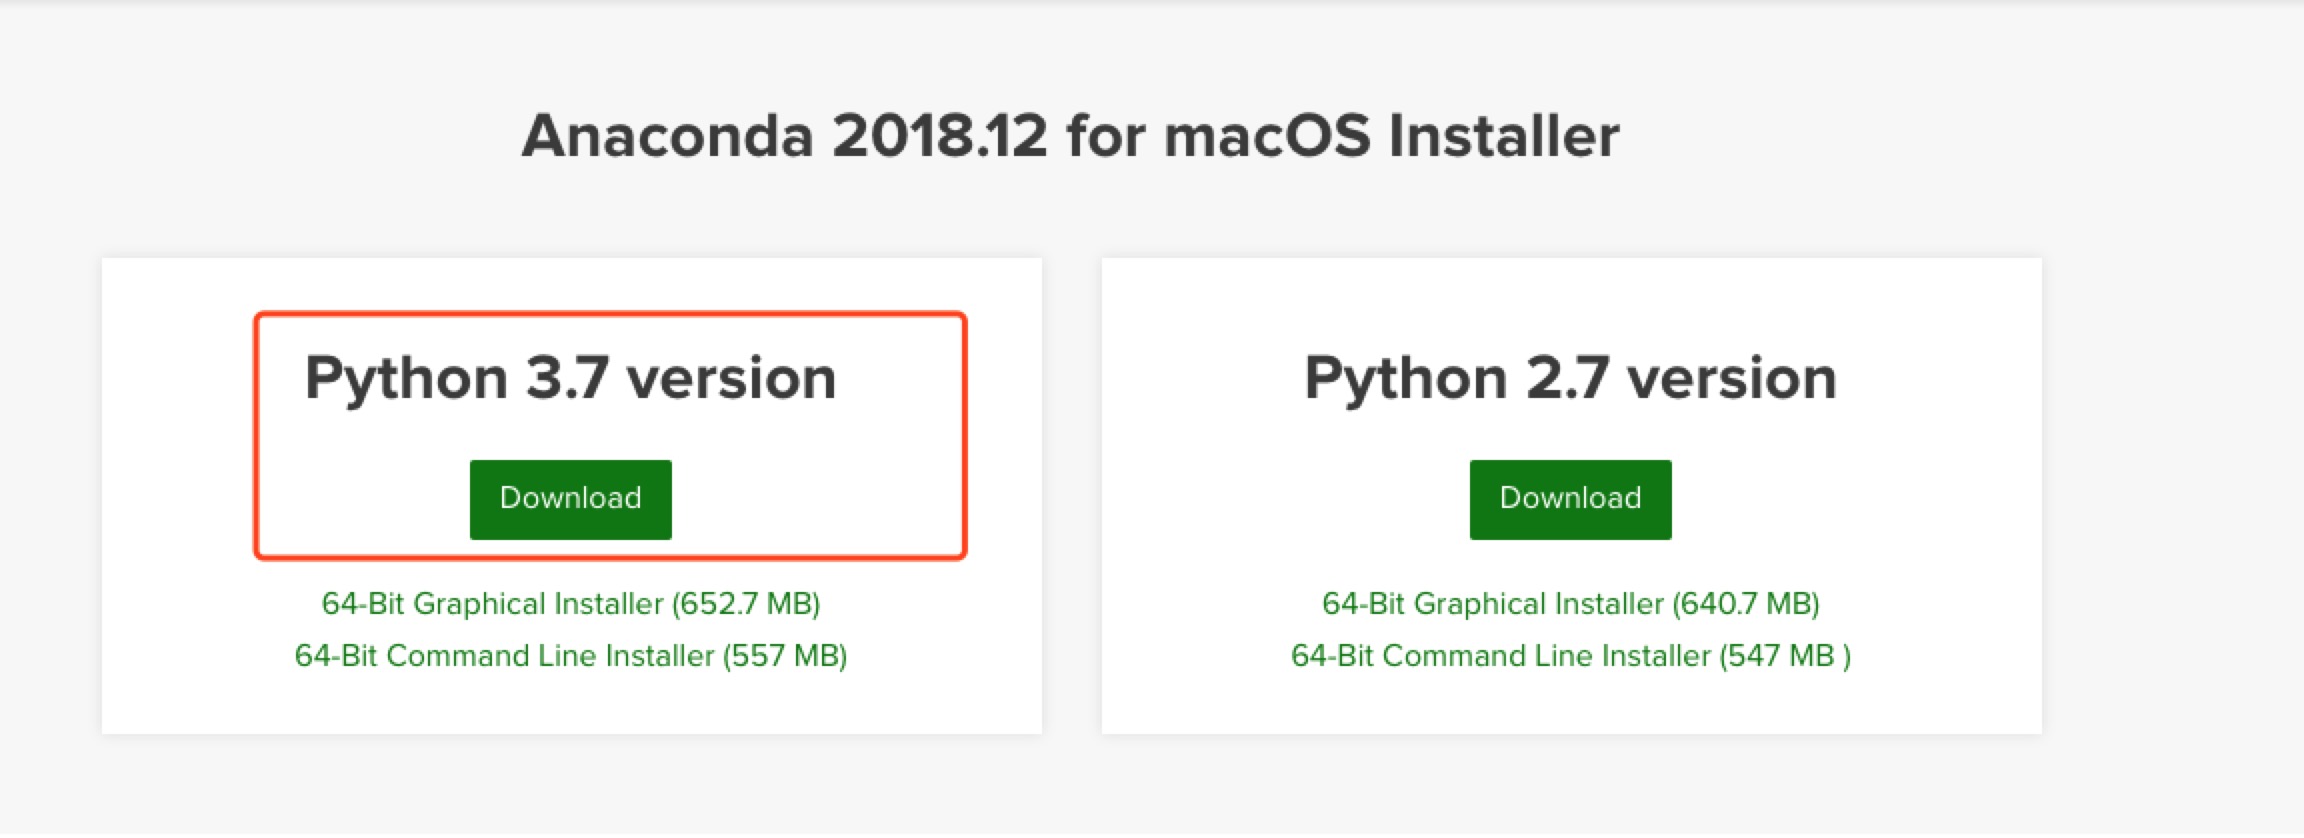 Anaconda 2018.12 for macOS Installer
Python 3.7 version
Download
64-Bit Graphical Installer (652.7 MB)
64-Bit Command Line Installer (557 MB)
Python 2.7 version
Download
64-Bit Graphical Installer (640.7 MB)
64-Bit Command Line Installer (547 MB )